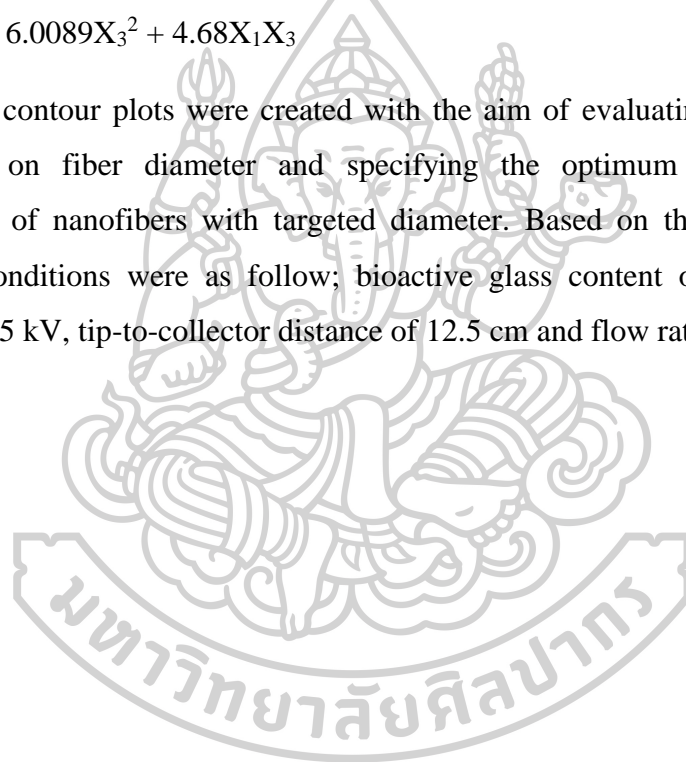 6.0089X₃² + 4.68X₁X₃
contour plots were created with the aim of evaluatin
on fiber diameter and specifying the optimum
of nanofibers with targeted diameter. Based on th
onditions were as follow; bioactive glass content o
5 kV, tip-to-collector distance of 12.5 cm and flow rat
มหาวิทยาลัยศิลปากร